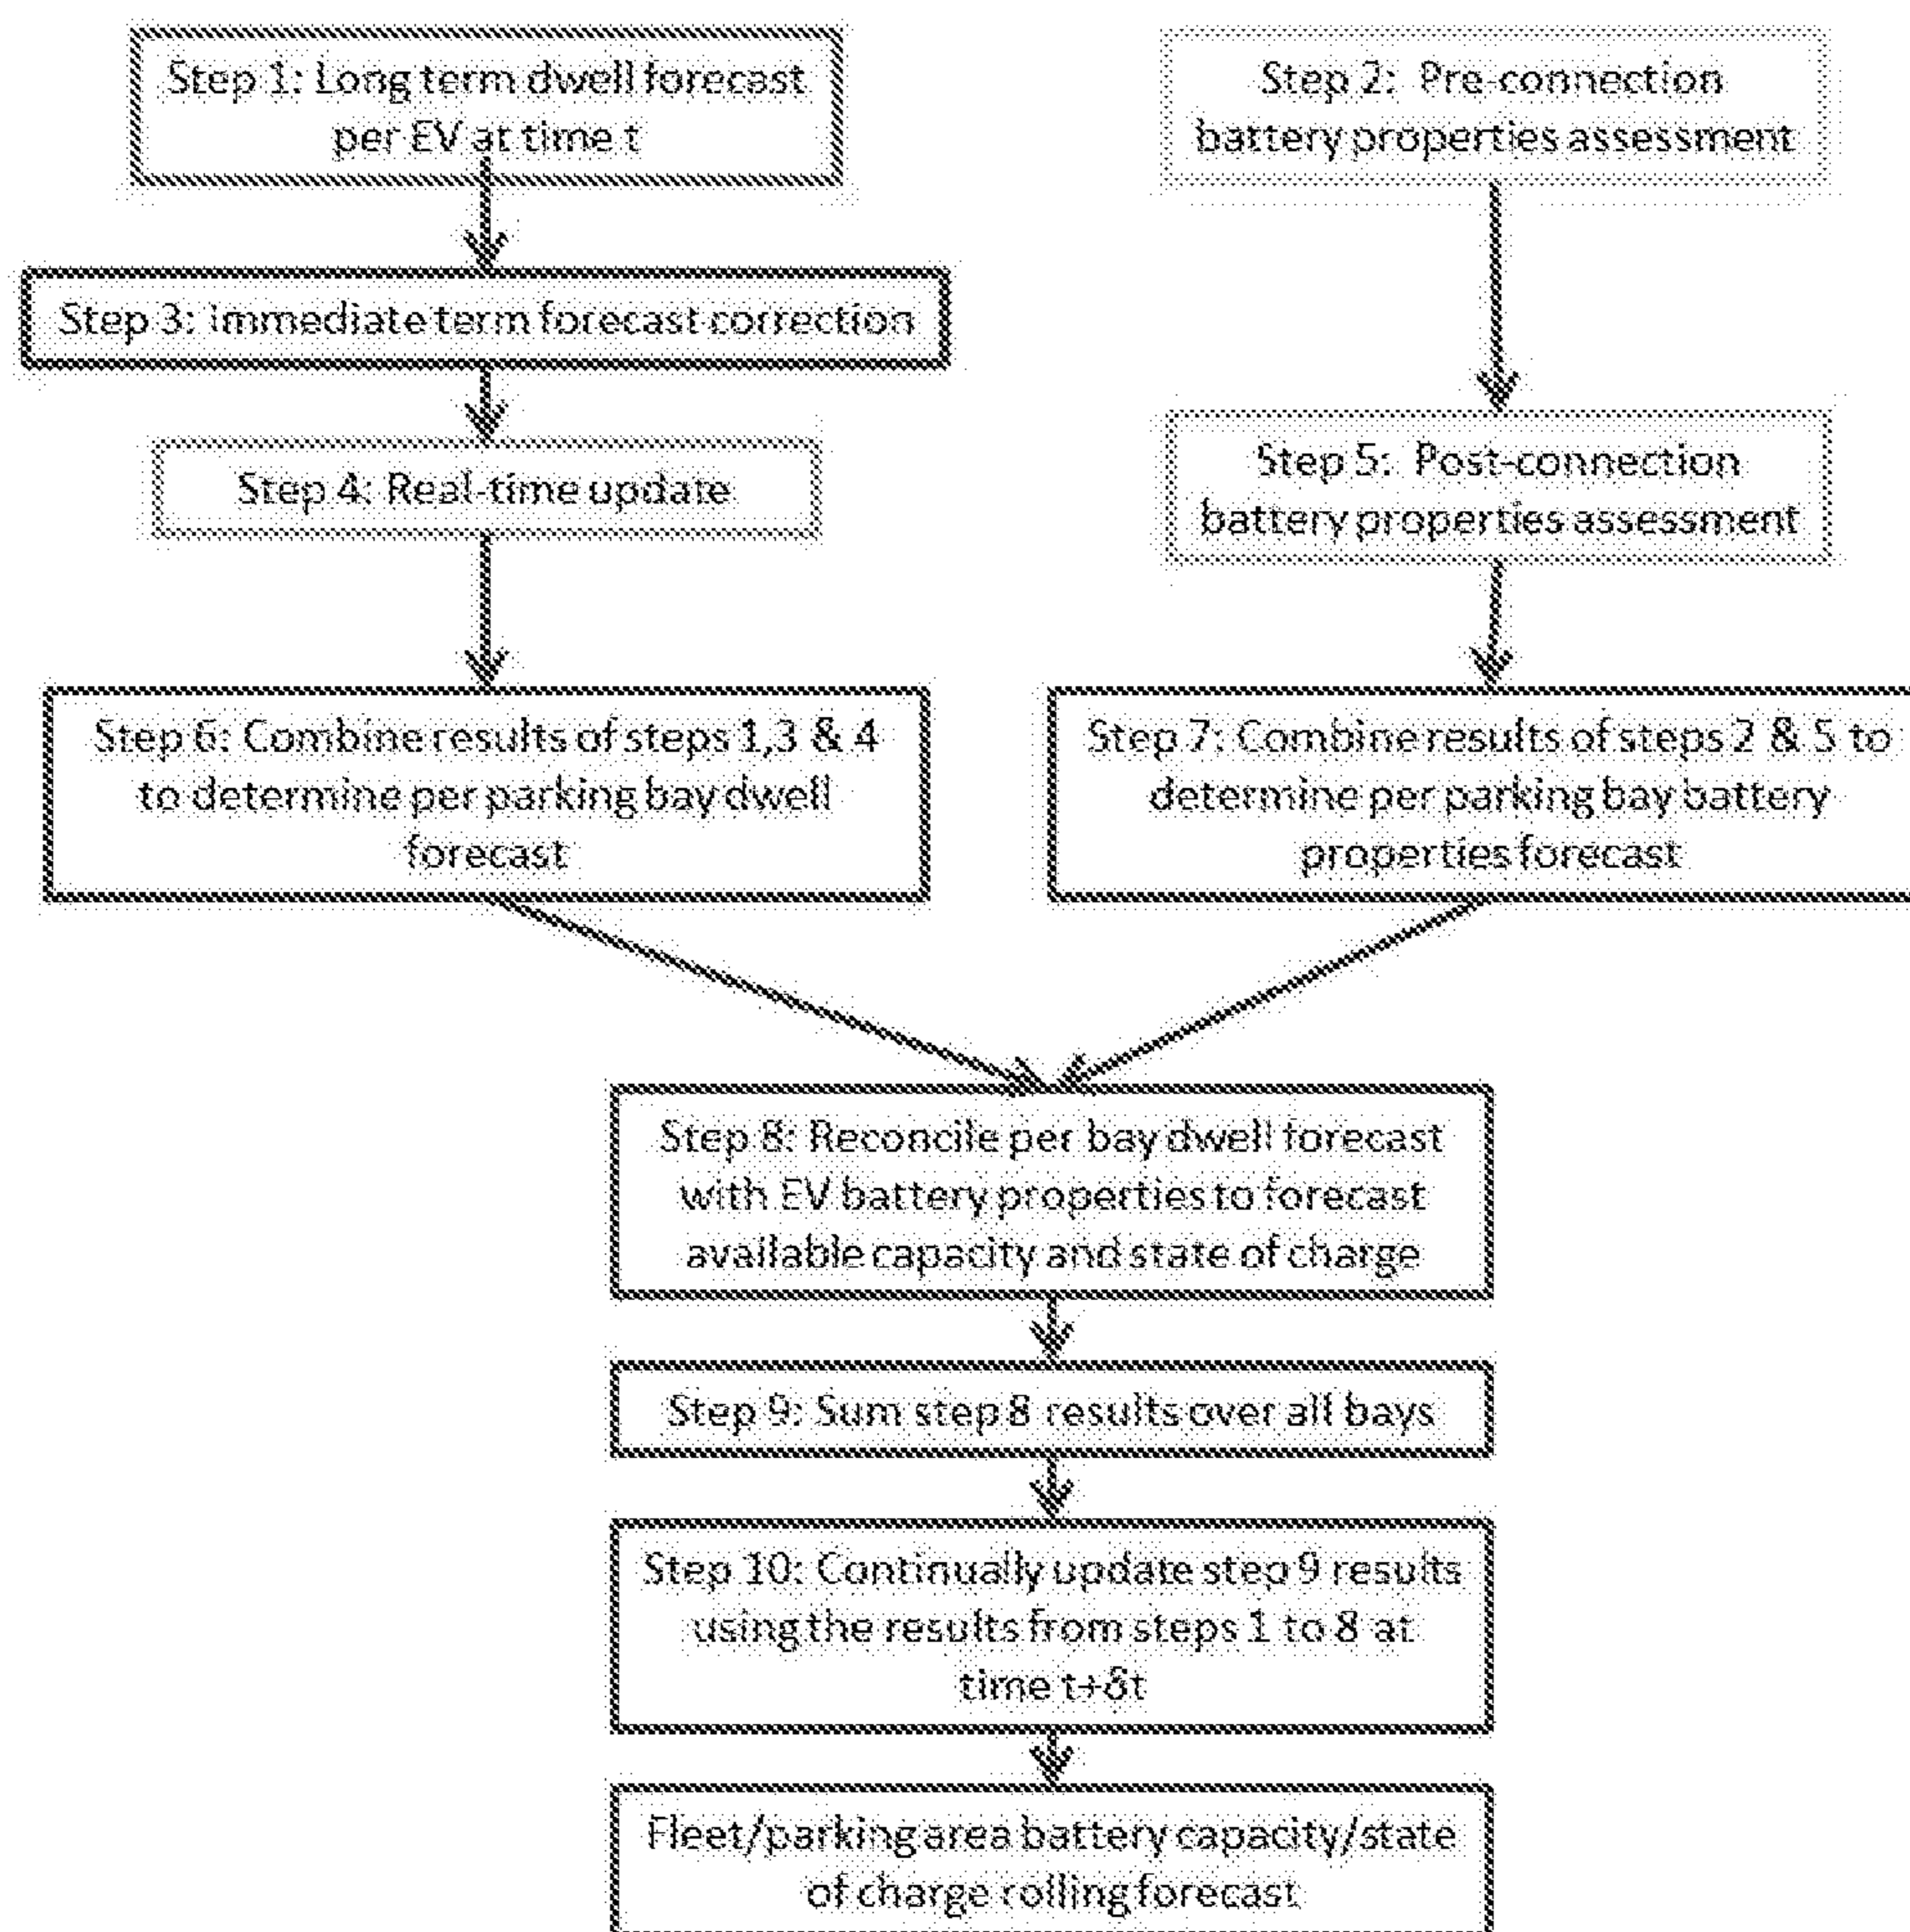 Step 1: Long term dwell forecast
per EV at time t
Step 2: Pre-connection
battery properties assessment
Step 3: Immediate term forecast correction
Step 4: Real-time update
Step 5: Post-connection
battery properties assessment
Step 6: Combine results of steps 1,3 & 4
to determine per parking bay dwell
forecast
Step 7: Combine results of steps 2 & 5 to
determine per parking bay battery
properties forecast
Step 8: Reconcile per bay dwell forecast
with EV battery properties to forecast
available capacity and state of charge
Step 9: Sum step 8 results over all bays
Step 10: Continually update step 9 results
using the results from steps 1 to 8 at
time t+δt
Fleet/parking area battery capacity/state
of charge rolling forecast